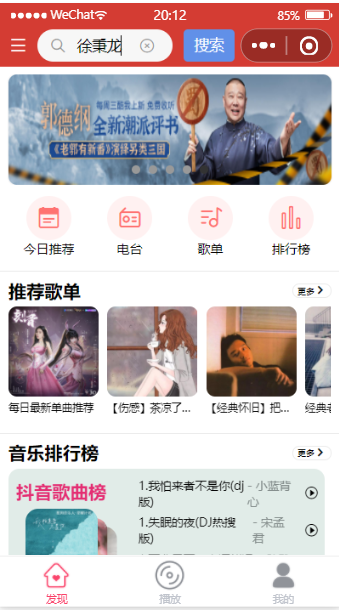 WeChat 20:12 85%
徐秉龙 搜索
郭德纲
每周三酷我上新 免费收听
全新潮派评书
《老郭有新番》演绎另类三国
今日推荐 电台 歌单 排行榜
推荐歌单 更多
每日最新单曲推荐 【伤感】茶凉了... 【经典怀旧】把... 经典老
音乐排行榜 更多
抖音歌曲榜
1.我怕来者不是你(dj版) - 小蓝背心
1.失眠的夜(DJ热搜版) - 宋孟君
发现 播放 我的